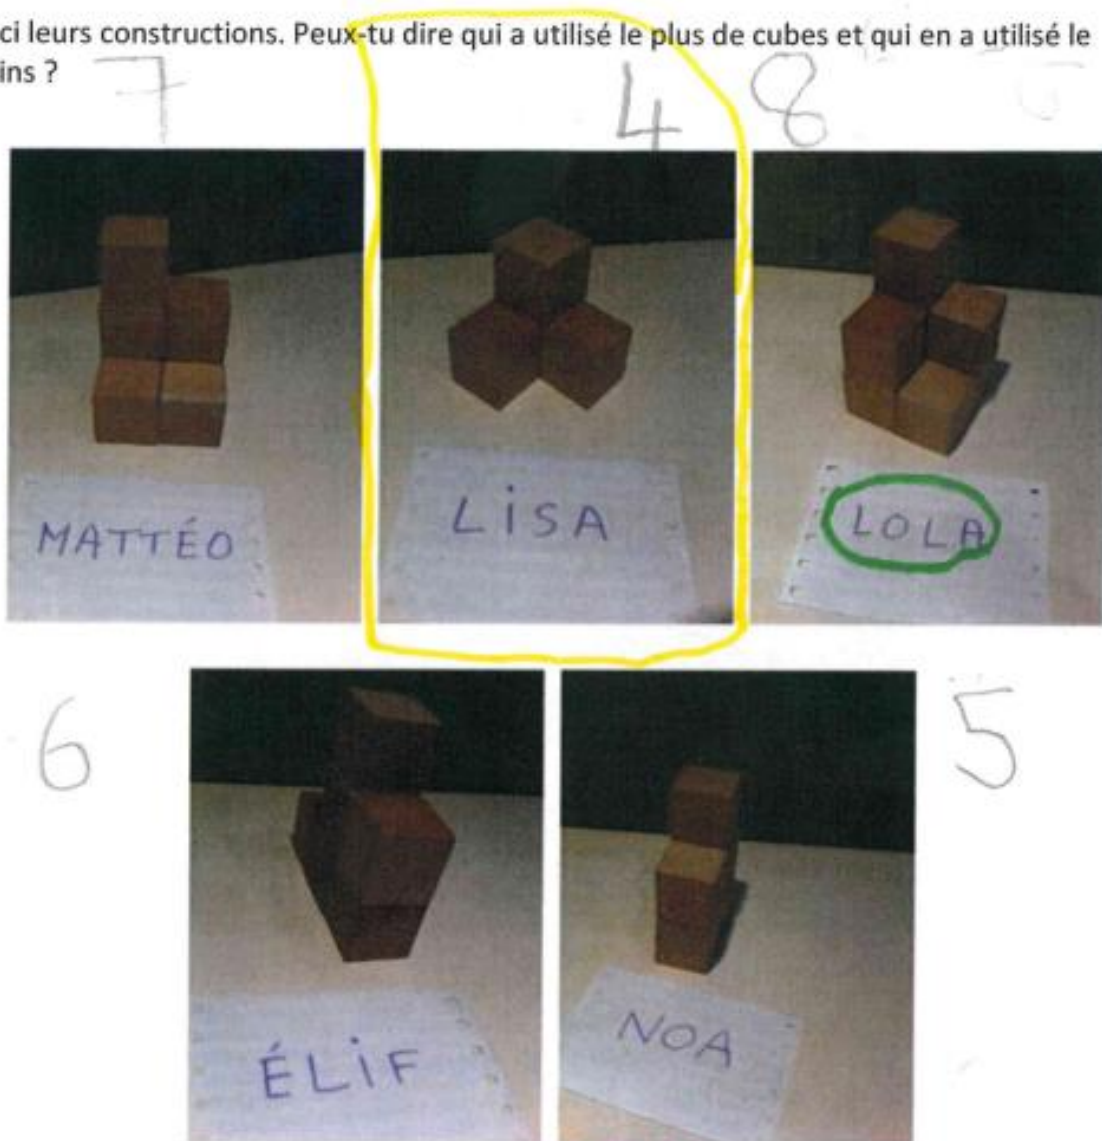 ci leurs constructions. Peux-tu dire qui a utilisé le plus de cubes et qui en a utilisé le
ins ?
7
4
8
MATTÉO
LISA
LOLA
6
5
ÉLIF
NOA